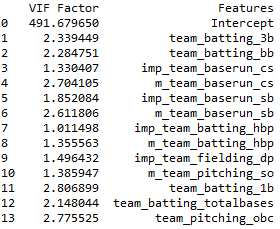 VIF Factor Features
0 491.679650 Intercept
1 2.339449 team_batting_3b
2 2.284751 team_batting_bb
3 1.330407 imp_team_baserun_cs
4 2.704105 m_team_baserun_cs
5 1.852084 imp_team_baserun_sb
6 2.611806 m_team_baserun_sb
7 1.011498 imp_team_batting_hbp
8 1.355563 m_team_batting_hbp
9 1.496432 imp_team_fielding_dp
10 1.385947 m_team_pitching_so
11 2.806899 team_batting_1b
12 2.148044 team_batting_totalbases
13 2.775525 team_pitching_obc